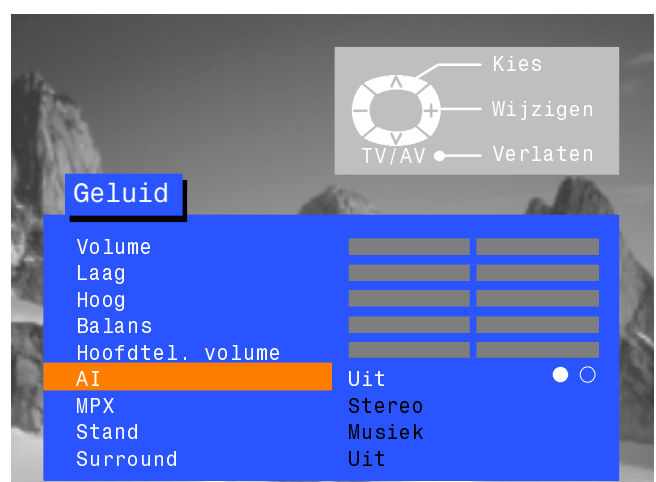 Kies
Wijzigen
TV/AV Verlaten
Geluid
Volume
Laag
Hoog
Balans
Hoofdtel. volume
AI Uit
MPX Stereo
Stand Musiek
Surround Uit